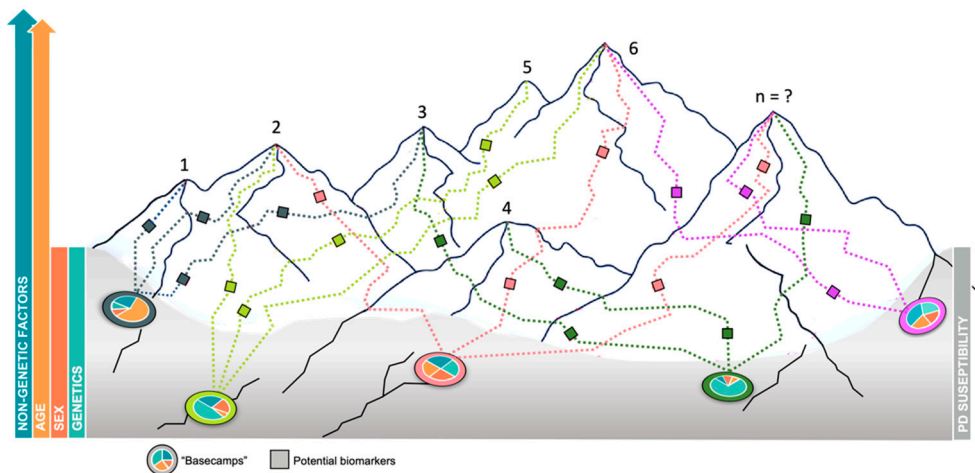 1
2
3
4
5
6
n = ?
NON-GENETIC FACTORS
AGE
SEX
GENETICS
PD SUSEPTIBILITY
"Basecamps"
Potential biomarkers